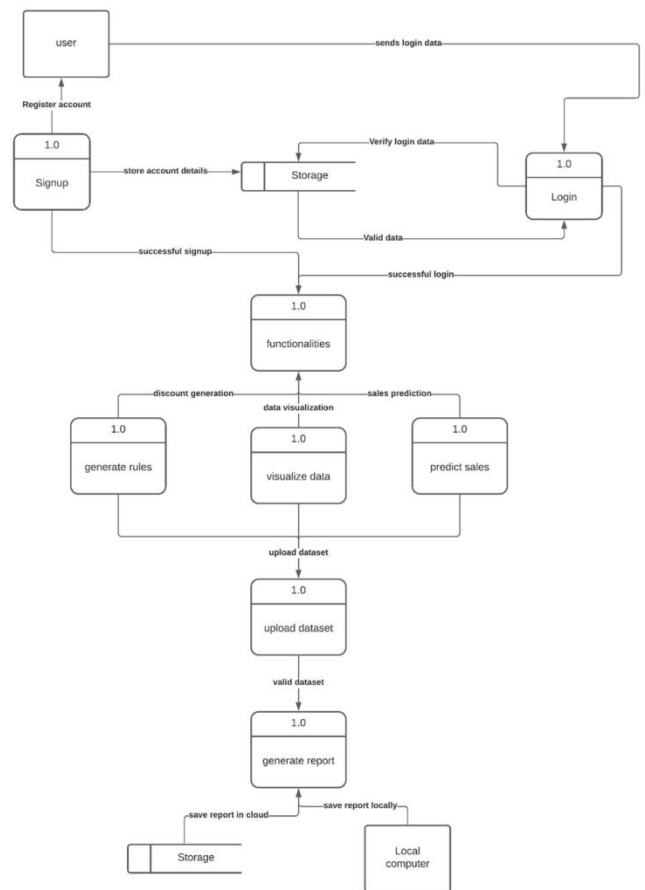 user
sends login data
Register account
1.0
Signup
store account details
Storage
Verify login data
1.0
Login
Valid data
successful signup
successful login
1.0
functionalities
discount generation
sales prediction
data visualization
1.0
generate rules
1.0
visualize data
1.0
predict sales
upload dataset
1.0
upload dataset
valid dataset
1.0
generate report
save report in cloud
save report locally
Storage
Local
computer